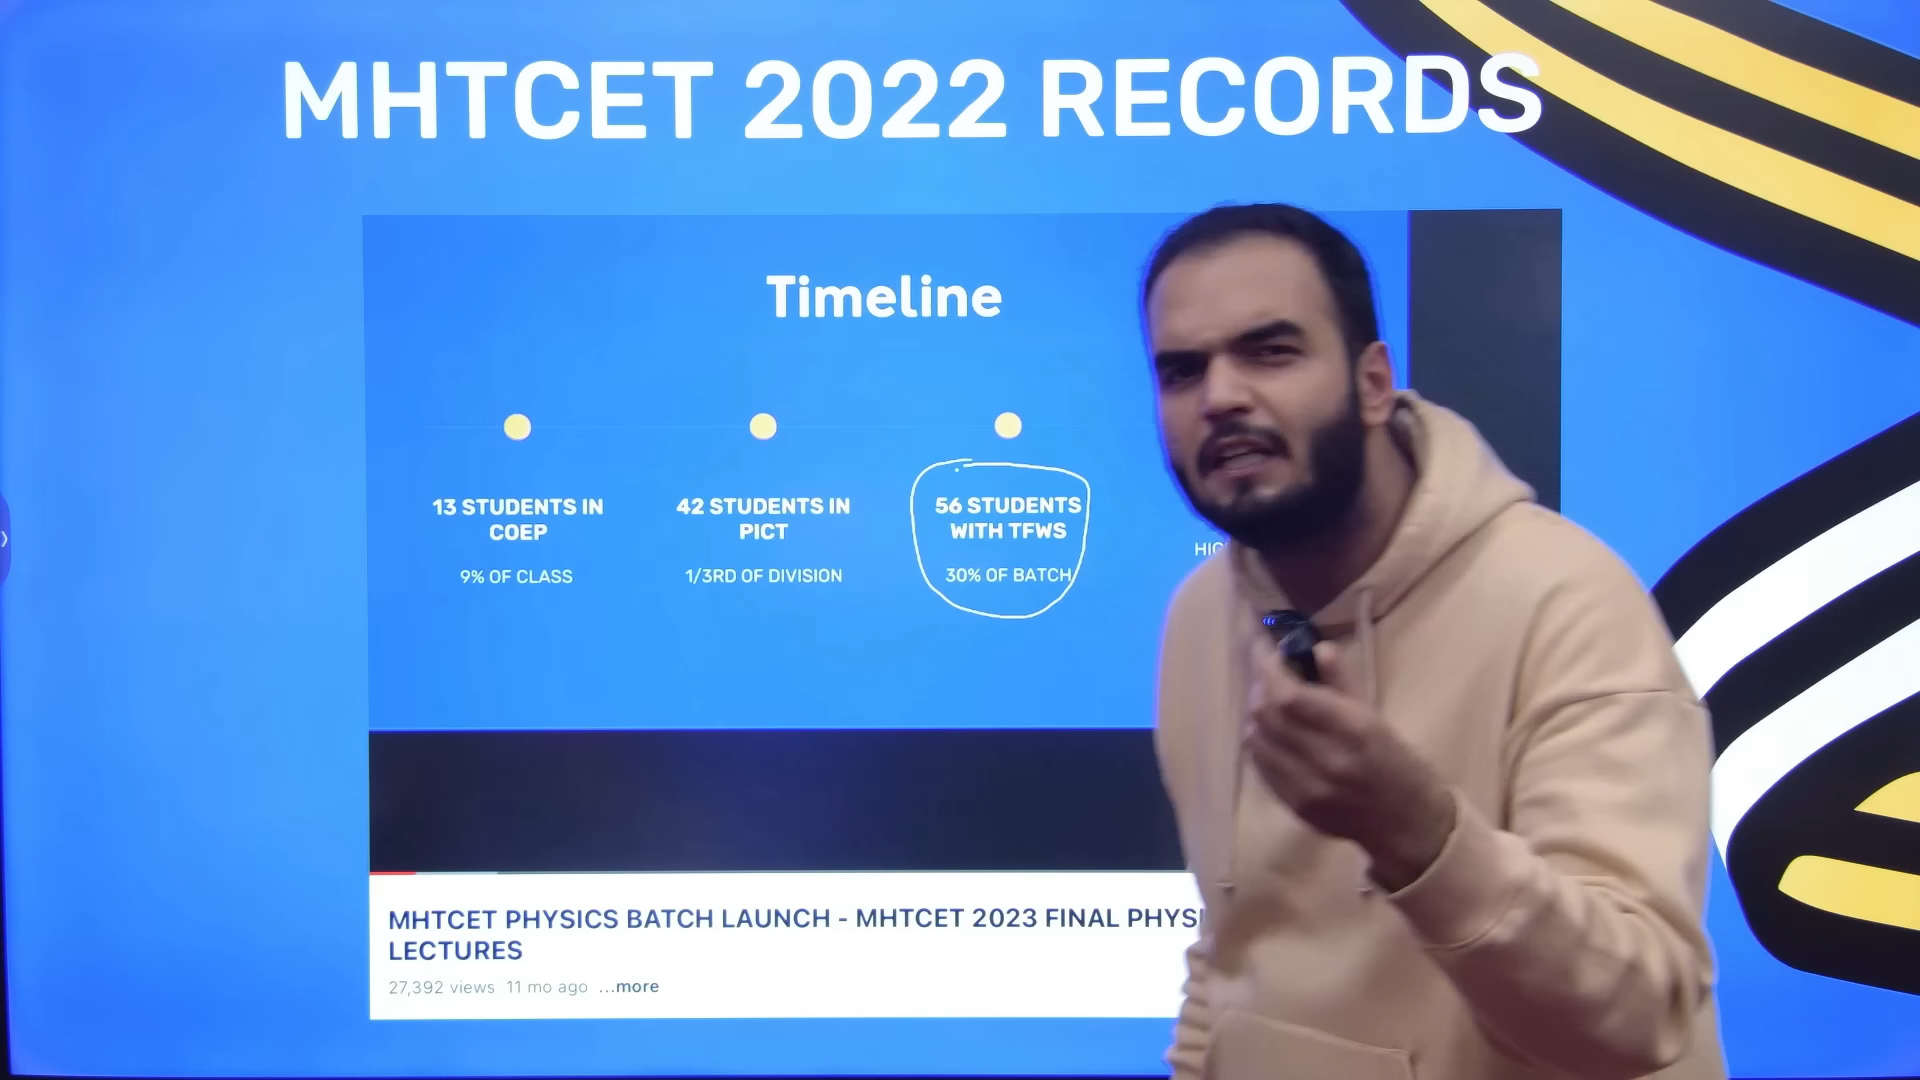 MHTCET 2022 RECORDS
Timeline
13 STUDENTS IN
COEP
9% OF CLASS
42 STUDENTS IN
PICT
1/3RD OF DIVISION
56 STUDENTS
WITH TFWS
30% OF BATCH
MHTCET PHYSICS BATCH LAUNCH - MHTCET 2023 FINAL
LECTURES
27,392 views 11 mo ago ...more